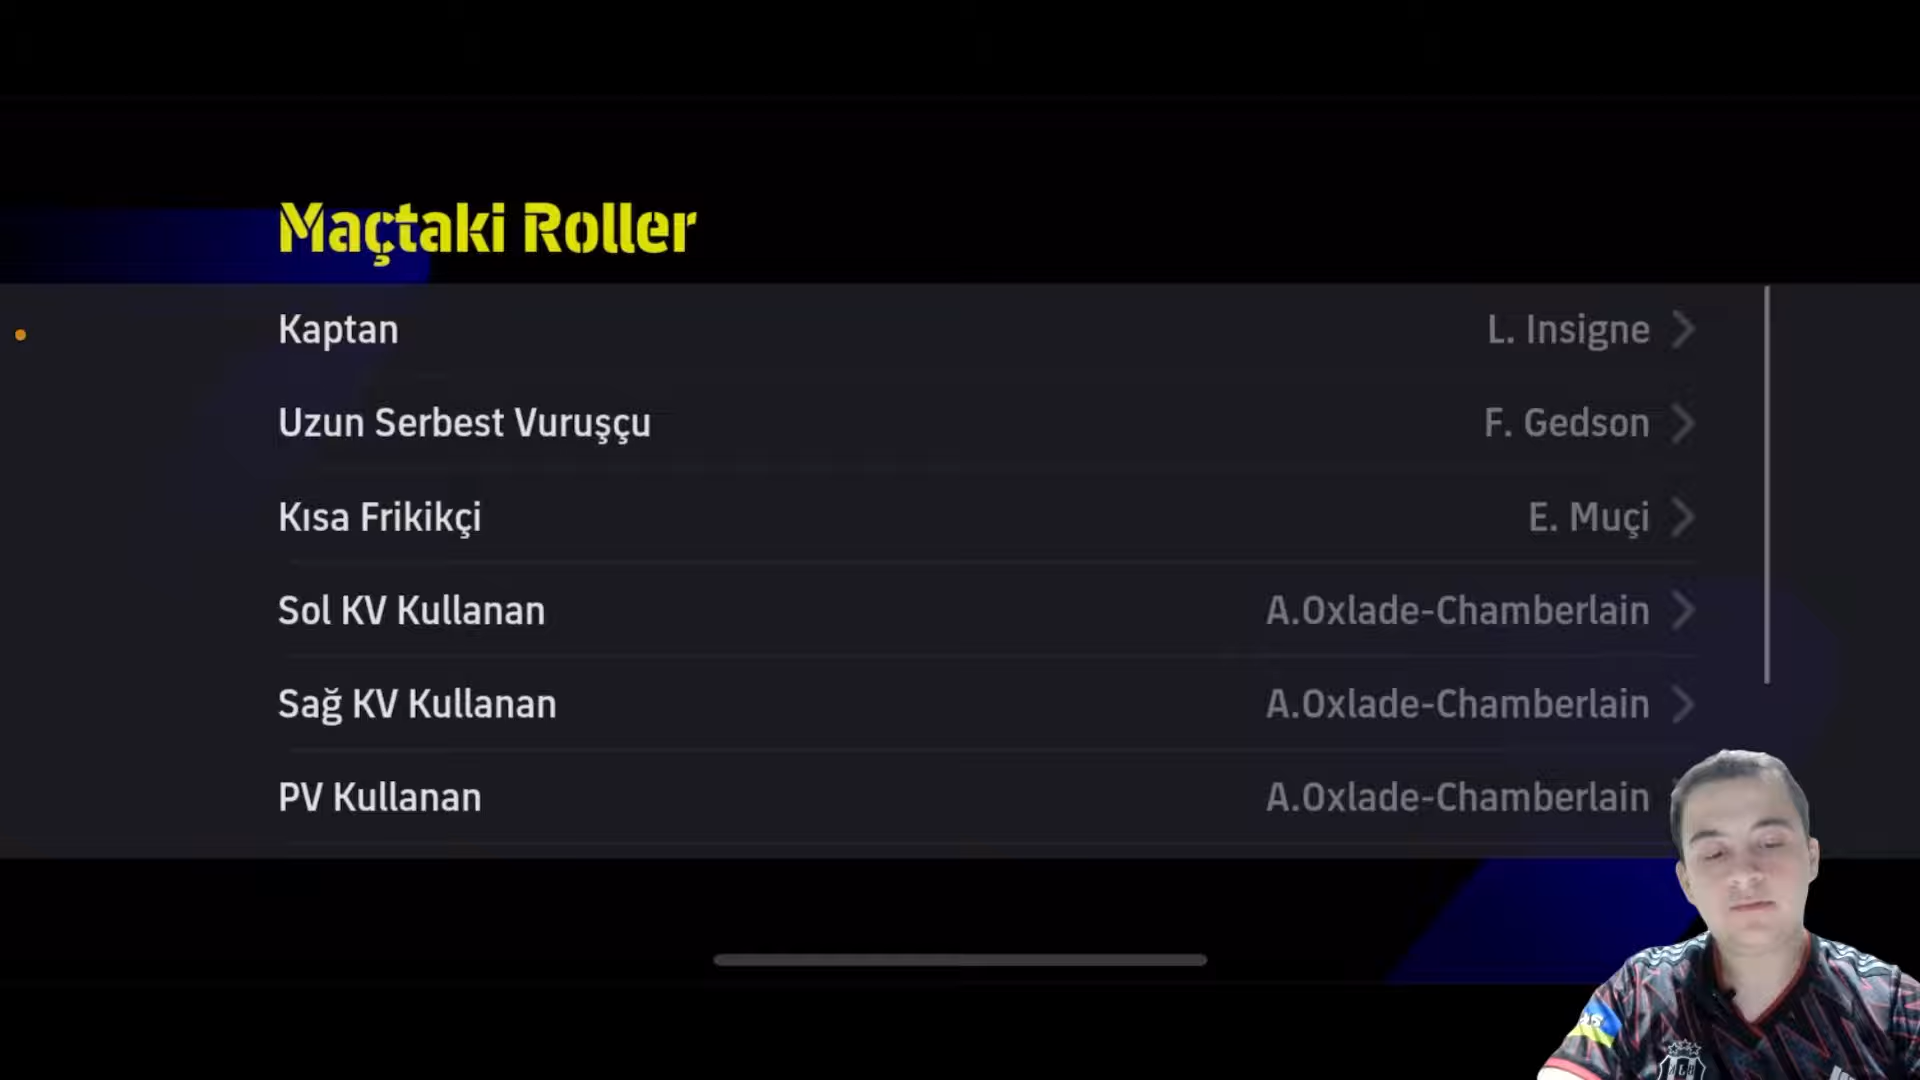 Maçtaki Roller
Kaptan L. Insigne
Uzun Serbest Vuruşçu F. Gedson
Kısa Frikikçi E. Muçi
Sol KV Kullanan A.Oxlade-Chamberlain
Sağ KV Kullanan A.Oxlade-Chamberlain
PV Kullanan A.Oxlade-Chamberlain